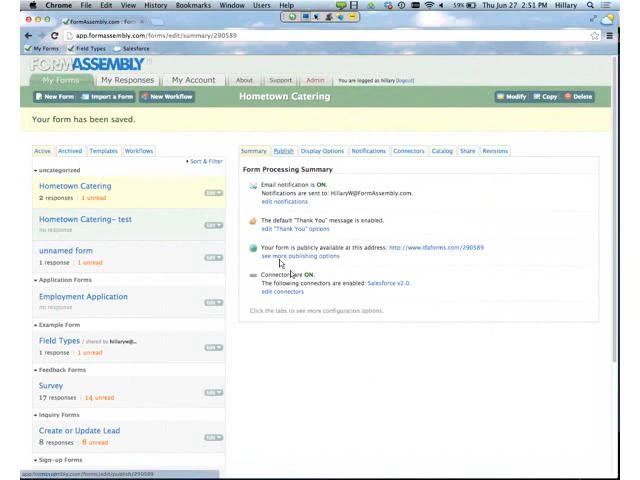 Chrome File Edit View History Bookmarks Window Users Help
59% Thu Jun 27 2:51 PM Hillary
FormAssembly.com : Form
app.formassembly.com/forms/edit/summary/290589
My Forms Field Types Salesforce
FORMASSEMBLY
My Forms My Responses My Account About Support Admin You are logged as hillary [logout]
New Form Import a Form New Workflow Hometown Catering Modify Copy Delete
Your form has been saved.
Active Archived Templates Workflows
Summary Publish Display Options Notifications Connectors Catalog Share Revisions
Sort & Filter
uncategorized
Hometown Catering
2 responses | 1 unread
Hometown Catering- test
no response
unnamed form
1 response | 1 unread
Application Forms
Employment Application
no response
Example Form
Field Types / shared by hillaryw@...
1 response | 1 unread
Feedback Forms
Survey
17 responses | 14 unread
Inquiry Forms
Create or Update Lead
8 responses | 8 unread
Sign-up Forms
Form Processing Summary
Email notification is ON.
Notifications are sent to: HillaryW@FormAssembly.com.
edit notifications
The default "Thank You" message is enabled.
edit "Thank You" options
Your form is publicly available at this address: http://www.tfaforms.com/290589
see more publishing options
Connectors are ON.
The following connectors are enabled: Salesforce v2.0.
edit connectors
Click the tabs to see more configuration options.
app.formassembly.com/forms/edit/publish/290589